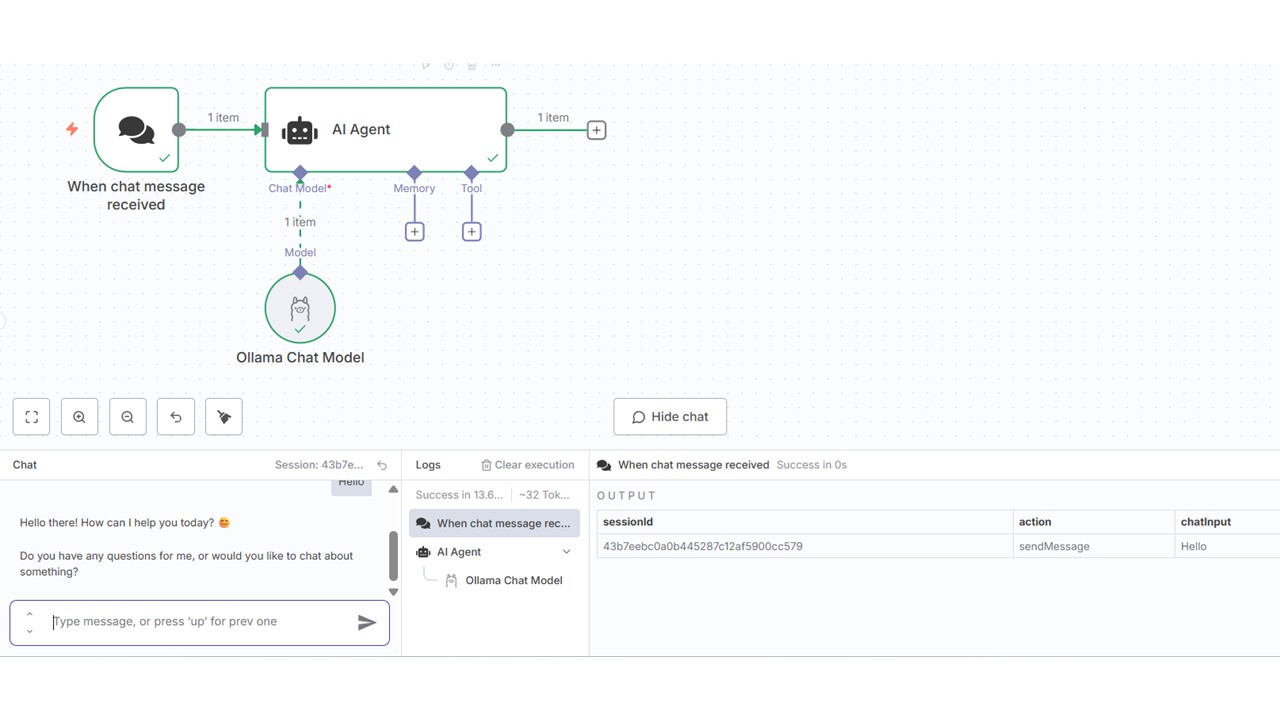 1 item
AI Agent
1 item
When chat message
received
Chat Model*
Memory
Tool
1 item
Model
Ollama Chat Model
Hide chat
Chat
Session: 43b7e...
Hello
Hello there! How can I help you today? 😊
Do you have any questions for me, or would you like to chat about
something?
Type message, or press 'up' for prev one
Logs
Clear execution
Success in 13.6...
~32 Tok...
When chat message rec...
AI Agent
Ollama Chat Model
When chat message received
Success in 0s
OUTPUT
sessionId
action
chatInput
43b7eebc0a0b445287c12af5900cc579
sendMessage
Hello